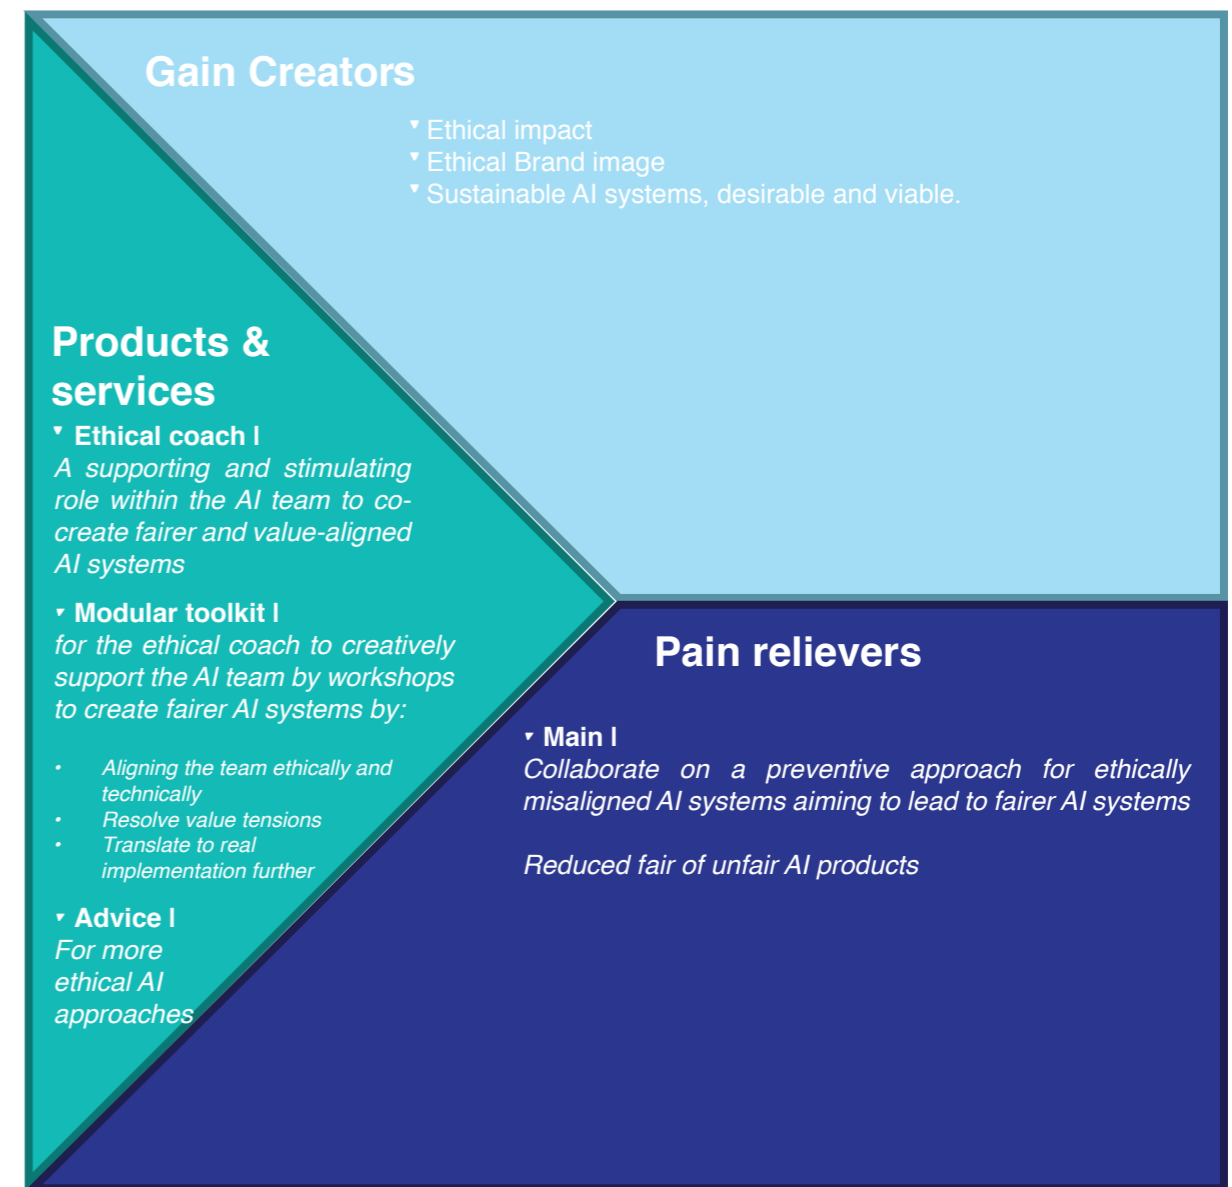 Gain Creators
▾ Ethical impact
▾ Ethical Brand image
▾ Sustainable AI systems, desirable and viable.
Products &
services
▾ Ethical coach |
A supporting and stimulating
role within the AI team to co-
create fairer and value-aligned
AI systems
▾ Modular toolkit |
for the ethical coach to creatively
support the AI team by workshops
to create fairer AI systems by:
• Aligning the team ethically and
technically
• Resolve value tensions
• Translate to real
implementation further
▾ Advice |
For more
ethical AI
approaches
Pain relievers
▾ Main |
Collaborate on a preventive approach for ethically
misaligned AI systems aiming to lead to fairer AI systems
Reduced fair of unfair AI products